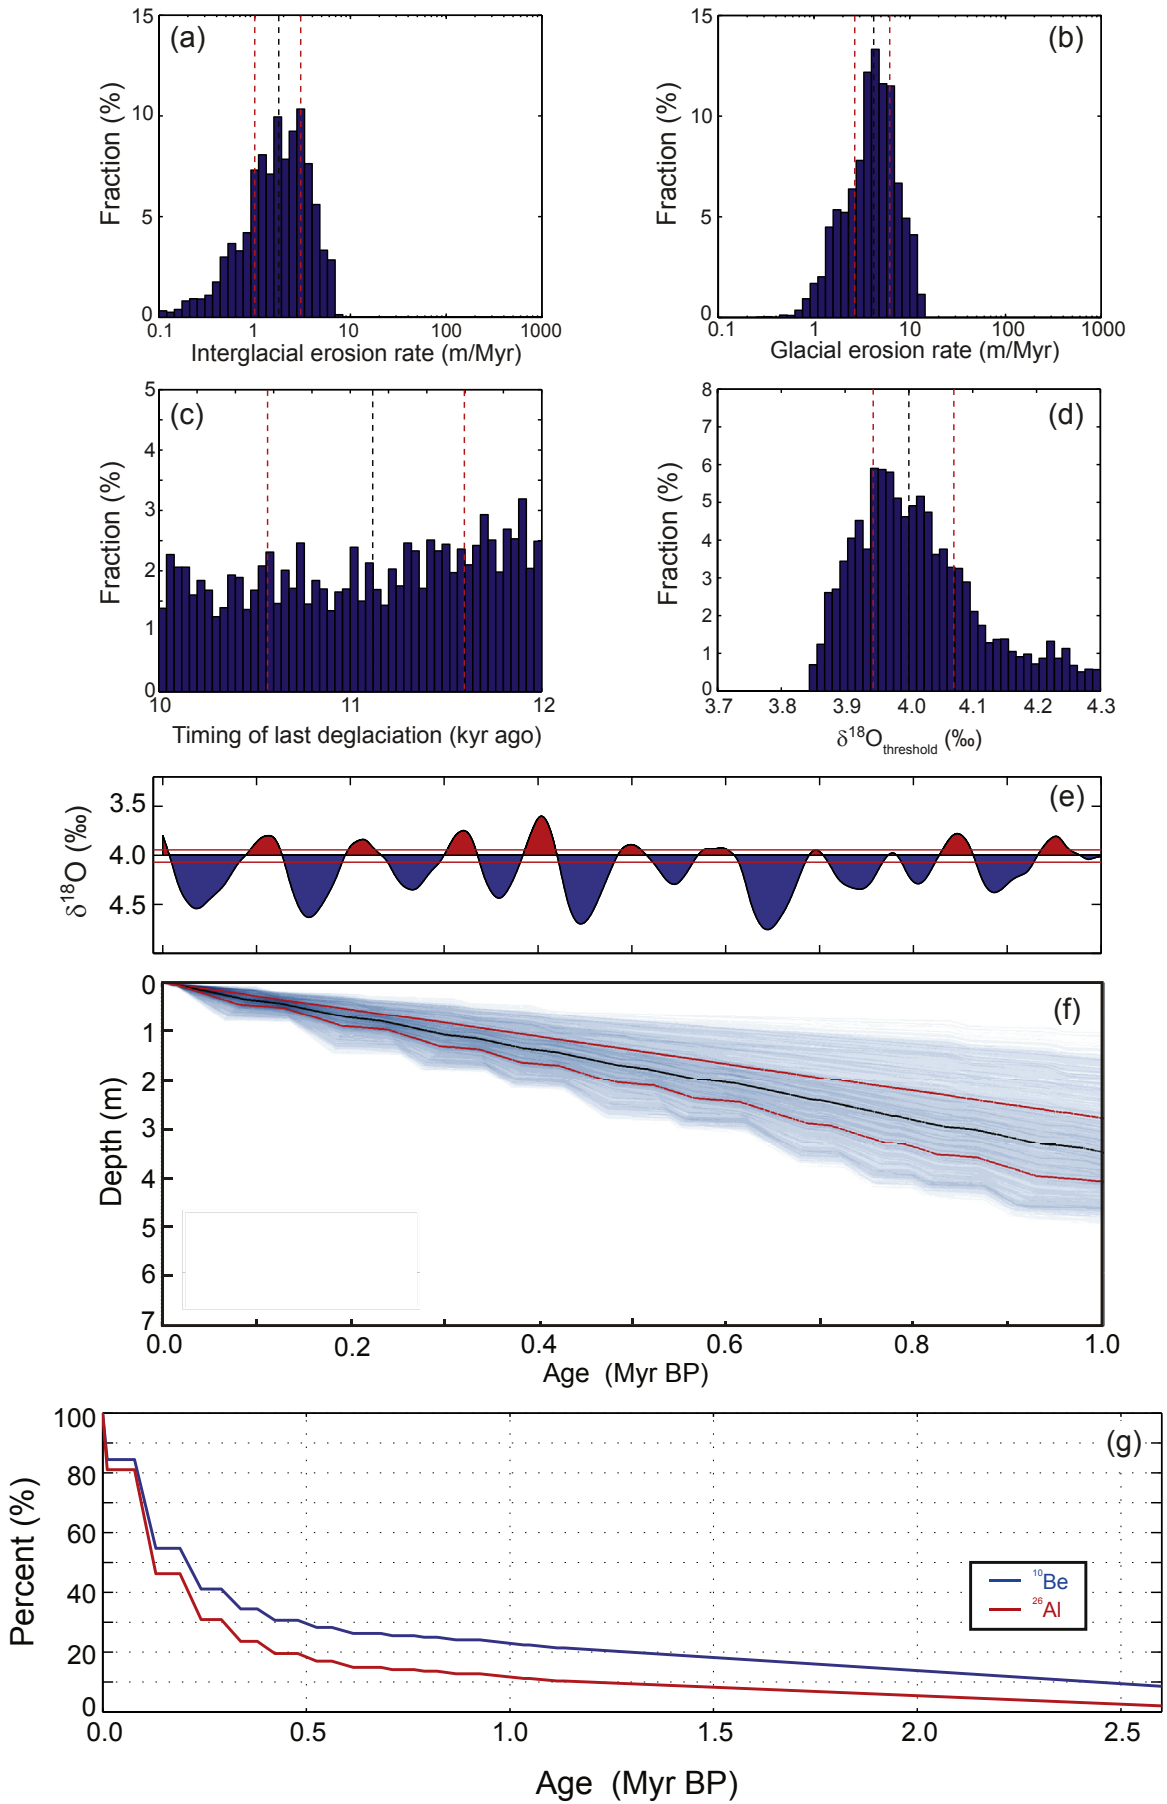 15
(a)
10
Fraction (%)
5
0
0.1 1 10 100 1000
Interglacial erosion rate (m/Myr)
15
(b)
10
Fraction (%)
5
0
0.1 1 10 100 1000
Glacial erosion rate (m/Myr)
5
(c)
4
3
Fraction (%)
2
1
0
10 11 12
Timing of last deglaciation (kyr ago)
8
(d)
7
6
5
Fraction (%)
4
3
2
1
0
3.7 3.8 3.9 4.0 4.1 4.2 4.3
δ¹⁸O threshold (‰)
(e)
3.5
4.0
4.5
δ¹⁸O (‰)
0
(f)
1
2
3
Depth (m)
4
5
6
7
0.0 0.2 0.4 0.6 0.8 1.0
Age (Myr BP)
100
(g)
80
60
Percent (%)
40
20
0
¹⁰Be
²⁶Al
0.0 0.5 1.0 1.5 2.0 2.5
Age (Myr BP)